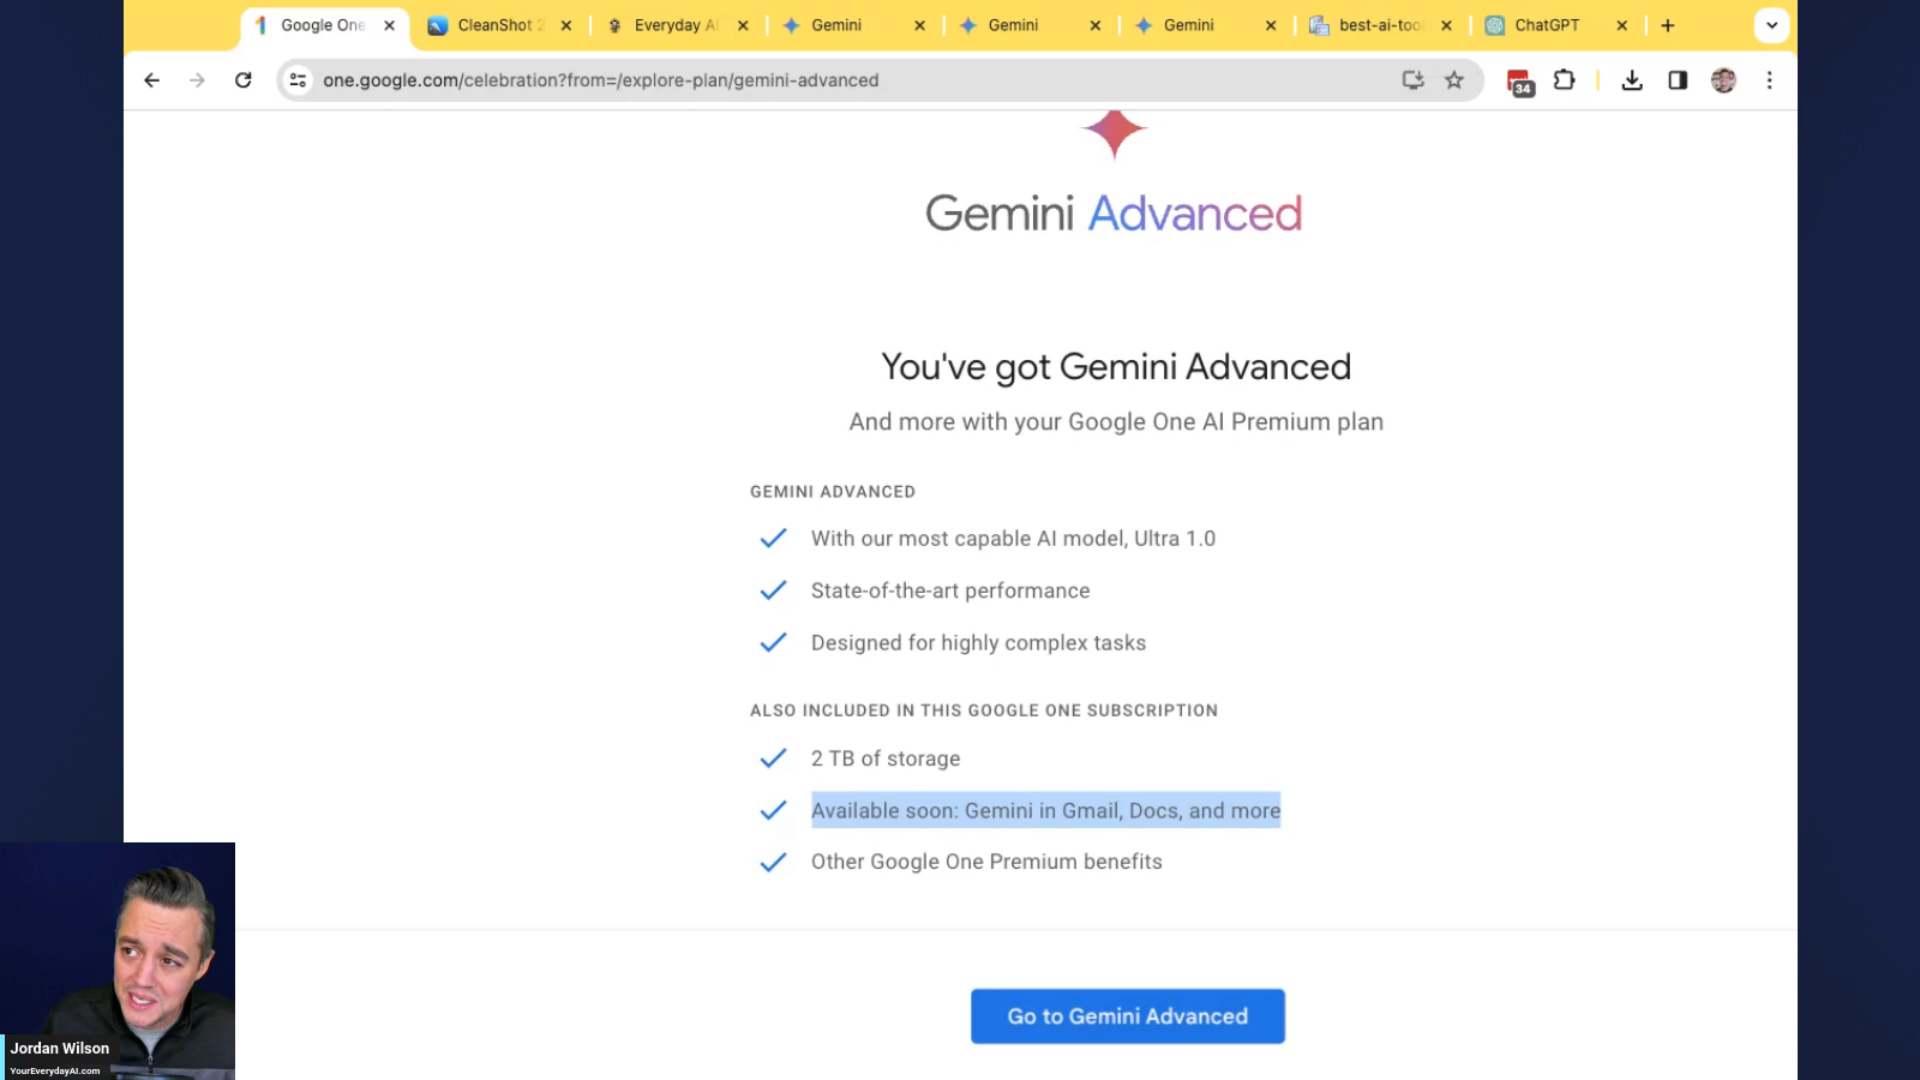 Google One
CleanShot 2
Everyday AI
Gemini
Gemini
Gemini
best-ai-too
ChatGPT
one.google.com/celebration?from=/explore-plan/gemini-advanced
34
Gemini Advanced
You've got Gemini Advanced
And more with your Google One AI Premium plan
GEMINI ADVANCED
With our most capable AI model, Ultra 1.0
State-of-the-art performance
Designed for highly complex tasks
ALSO INCLUDED IN THIS GOOGLE ONE SUBSCRIPTION
2 TB of storage
Available soon: Gemini in Gmail, Docs, and more
Other Google One Premium benefits
Go to Gemini Advanced
Jordan Wilson
YourEverydayAI.com